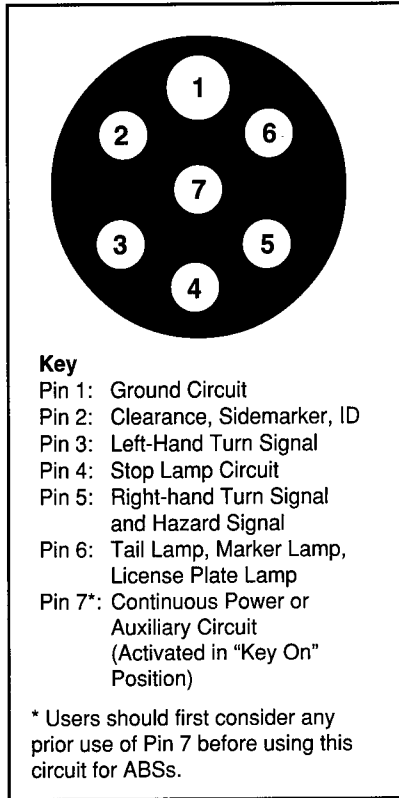 1
2
6
7
3
5
4
Key
Pin 1: Ground Circuit
Pin 2: Clearance, Sidemarker, ID
Pin 3: Left-Hand Turn Signal
Pin 4: Stop Lamp Circuit
Pin 5: Right-hand Turn Signal
and Hazard Signal
Pin 6: Tail Lamp, Marker Lamp,
License Plate Lamp
Pin 7*: Continuous Power or
Auxiliary Circuit
(Activated in “Key On”
Position)
* Users should first consider any
prior use of Pin 7 before using this
circuit for ABSs.